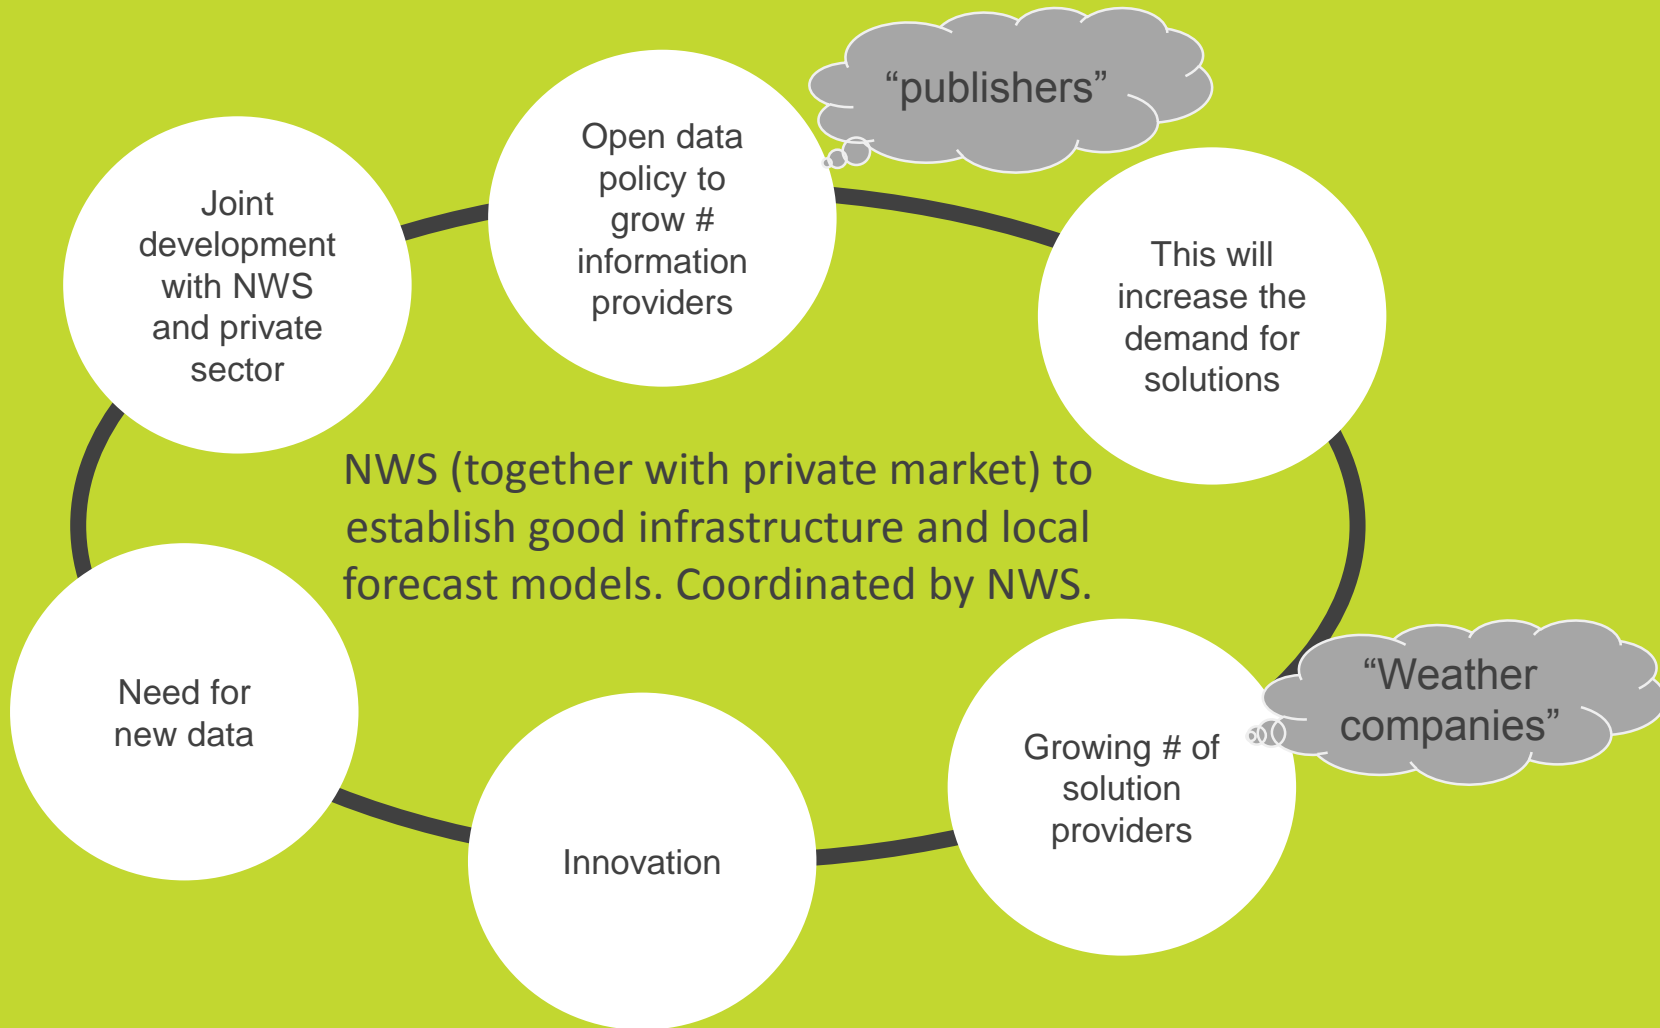 “publishers”
Open data
policy to
grow #
information
providers
Joint
development
with NWS
and private
sector
This will
increase the
demand for
solutions
NWS (together with private market) to
establish good infrastructure and local
forecast models. Coordinated by NWS.
“Weather
companies”
Need for
new data
Growing # of
solution
providers
Innovation